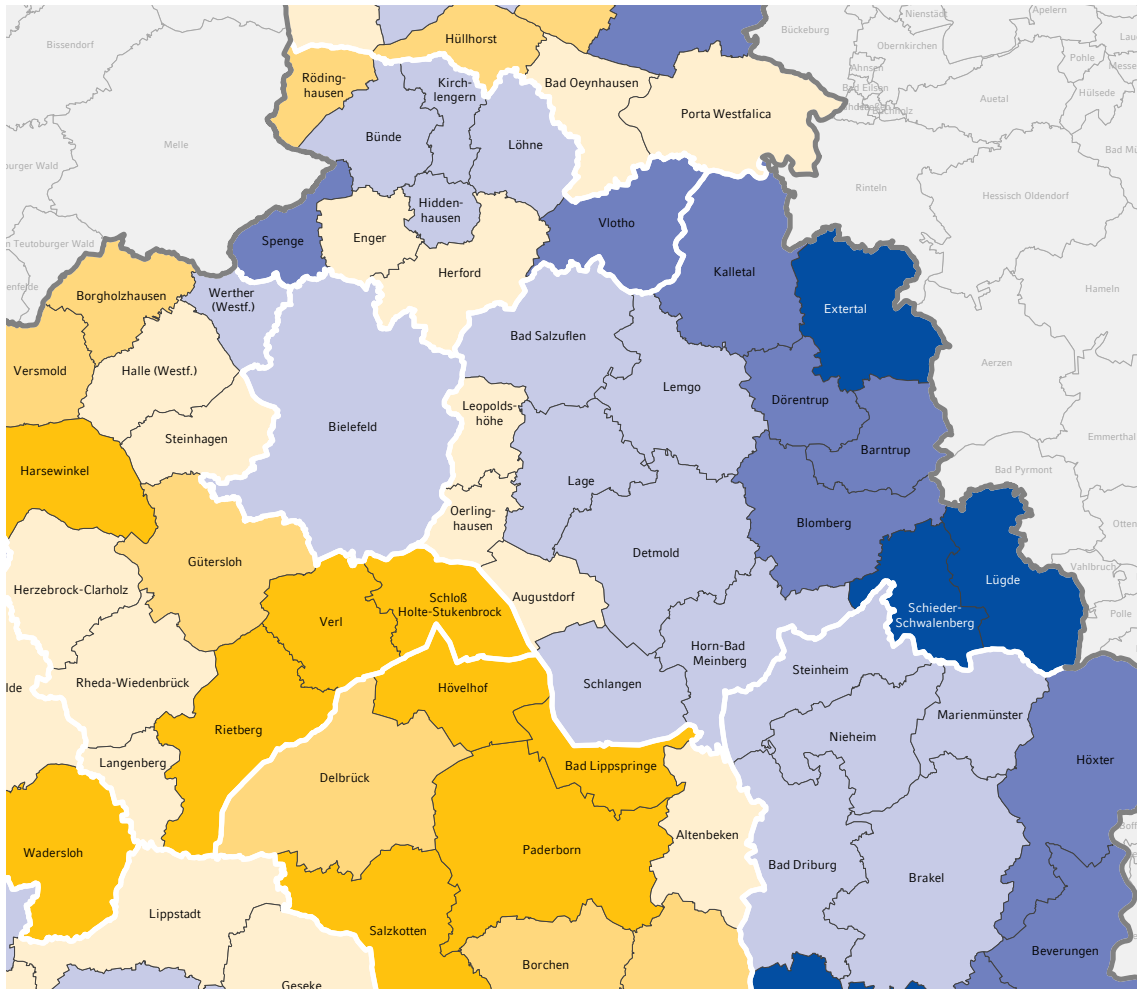 Apelern
Nienstädt
Bückeburg
Hüllhorst
Obernkirchen
Bissendorf
Pohle
Ahnsen
Röding-
hausen
Kirch-
lengern
Bad Oeynhausen
Bad Eilsen
Hülsede
Auetal
Buchholz
Porta Westfalica
Bünde
Löhne
Melle
Rinteln
Hessisch Oldendorf
Hidden-
hausen
Vlotho
Spenge
Enger
n Teutoburger Wald
Herford
Kalletal
Borgholzhausen
Werther
(Westf.)
Hameln
Extertal
Bad Salzuflen
Aerzen
Versmold
Halle (Westf.)
Lemgo
Dörentrup
Leopolds-
höhe
Bielefeld
Steinhagen
Emmerthal
Barntrup
Harsewinkel
Bad Pyrmont
Lage
Oerling-
hausen
Blomberg
Detmold
Gütersloh
Vahlbruch
Lügde
Herzebrock-Clarholz
Augustdorf
Schloß
Holte-Stukenbrock
Schieder-
Schwalenberg
Polle
Verl
Horn-Bad
Meinberg
Steinheim
Rheda-Wiedenbrück
Schlangen
Hövelhof
Marienmünster
Rietberg
Nieheim
Langenberg
Höxter
Bad Lippspringe
Delbrück
Altenbeken
Wadersloh
Paderborn
Bad Driburg
Brakel
Lippstadt
Salzkotten
Beverungen
Borchen
Geseke